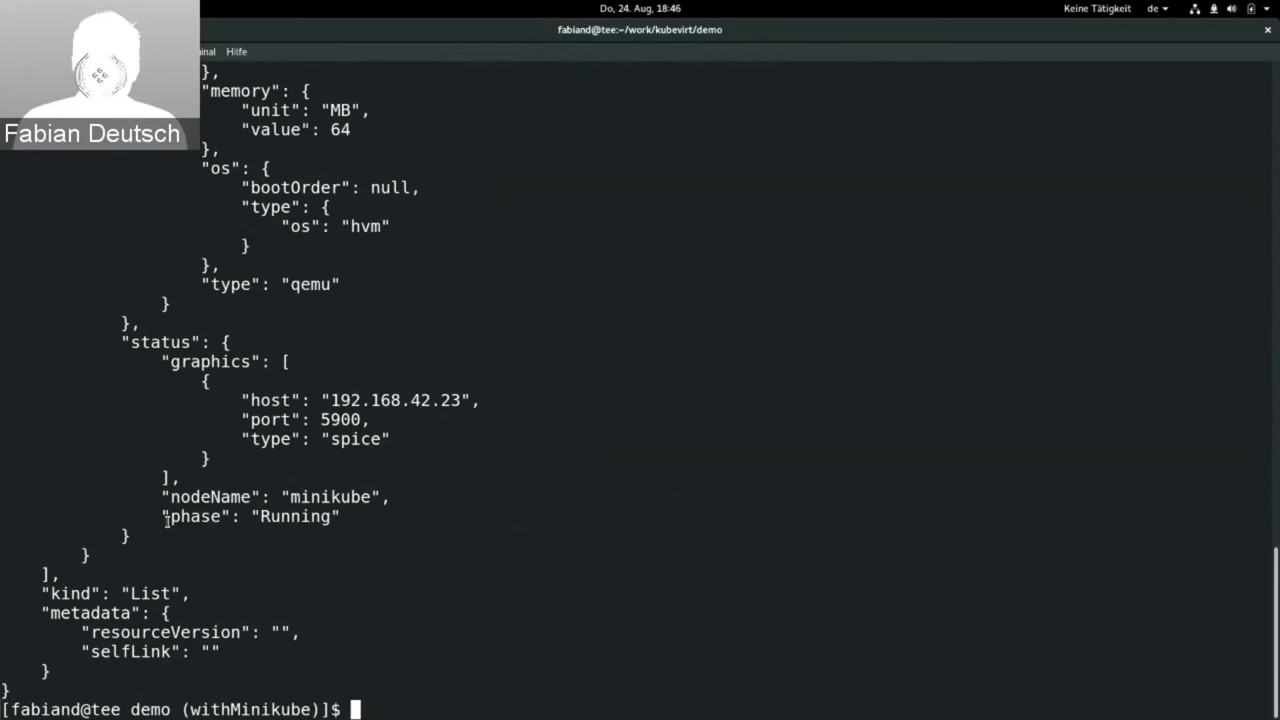 Do, 24. Aug, 18:46
Keine Tätigkeit
de
fabiand@tee:~/work/kubevirt/demo
inal Hilfe
Fabian Deutsch
},
"memory": {
"unit": "MB",
"value": 64
},
"os": {
"bootOrder": null,
"type": {
"os": "hvm"
}
},
"type": "qemu"
}
},
"status": {
"graphics": [
{
"host": "192.168.42.23",
"port": 5900,
"type": "spice"
}
],
"nodeName": "minikube",
"phase": "Running"
}
}
],
"kind": "List",
"metadata": {
"resourceVersion": "",
"selfLink": ""
}
}
[fabiand@tee demo (withMinikube)]$